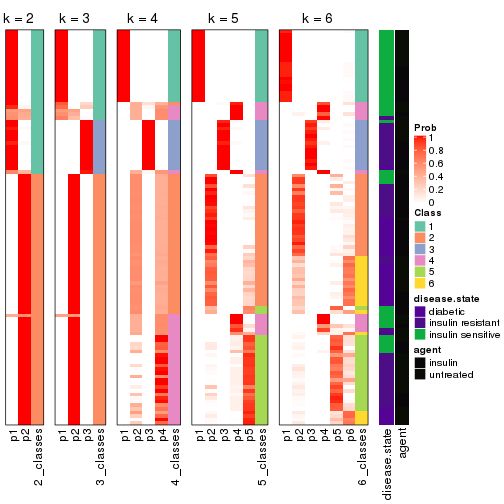 k = 2
k = 3
k = 4
k = 5
k = 6
Prob
1
0.8
0.6
0.4
0.2
0
Class
1
2
3
4
5
6
disease.state
diabetic
insulin resistant
insulin sensitive
agent
insulin
untreated
p1
p2
2_classes
p1
p2
p3
3_classes
p1
p2
p3
p4
4_classes
p1
p2
p3
p4
p5
5_classes
p1
p2
p3
p4
p5
p6
6_classes
disease.state
agent